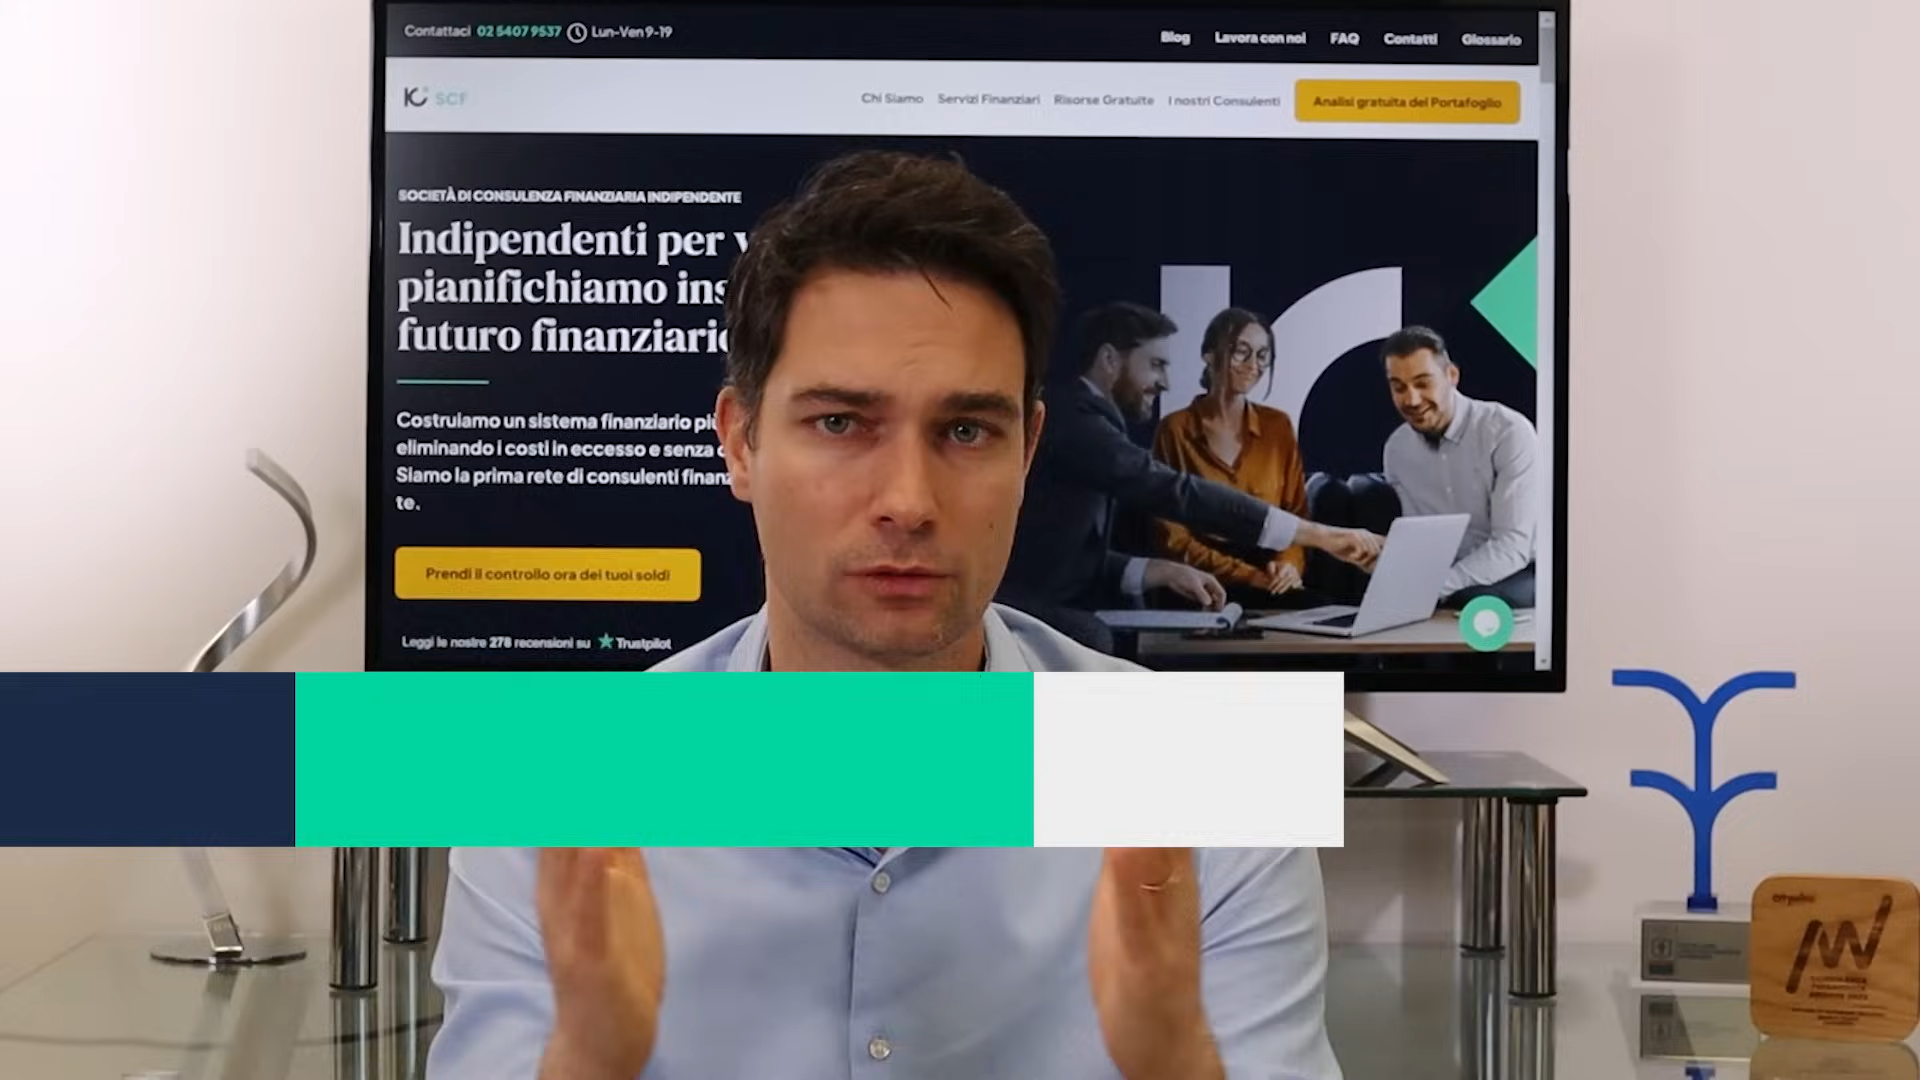 Contattaci 02 5407 9537 Lun-Ven 9-19
Blog Lavora con noi FAQ Contatti Glossario
SCF
Chi Siamo Servizi Finanziari Risorse Gratuite I nostri Consulenti Analisi gratuita del Portafoglio
SOCIETÀ DI CONSULENZA FINANZIARIA INDIPENDENTE
Indipendenti per
pianifichiamo ins
futuro finanziario
Costruiamo un sistema finanziario
eliminando i costi in eccesso e senza
Siamo la prima rete di consulenti finan
te.
Prendi il controllo ora dei tuoi soldi
Leggi le nostre 278 recensioni su Trustpilot